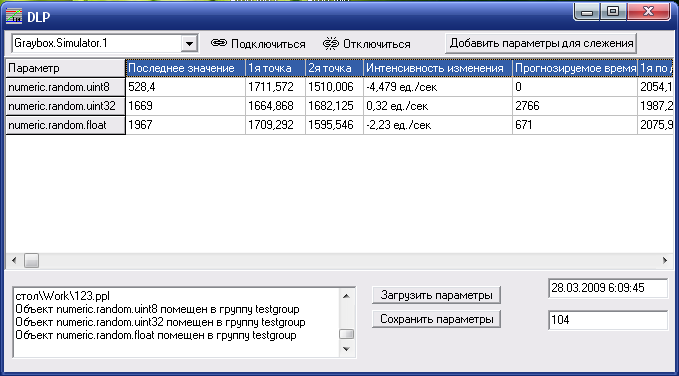 DLP
Graybox.Simulator.1 Подключиться Отключиться Добавить параметры для слежения
Параметр Последнее значение 1я точка 2я точка Интенсивность изменения Прогнозируемое время 1я по д
numeric.random.uint8 528,4 1711,572 1510,006 -4,479 ед./сек 0 2054,1
numeric.random.uint32 1669 1664,868 1682,125 0,32 ед./сек 2766 1987,2
numeric.random.float 1967 1709,292 1595,546 -2,23 ед./сек 671 2075,9
стол\Work\123.ppl
Объект numeric.random.uint8 помещен в группу testgroup
Объект numeric.random.uint32 помещен в группу testgroup
Объект numeric.random.float помещен в группу testgroup
Загрузить параметры
Сохранить параметры
28.03.2009 6:09:45
104